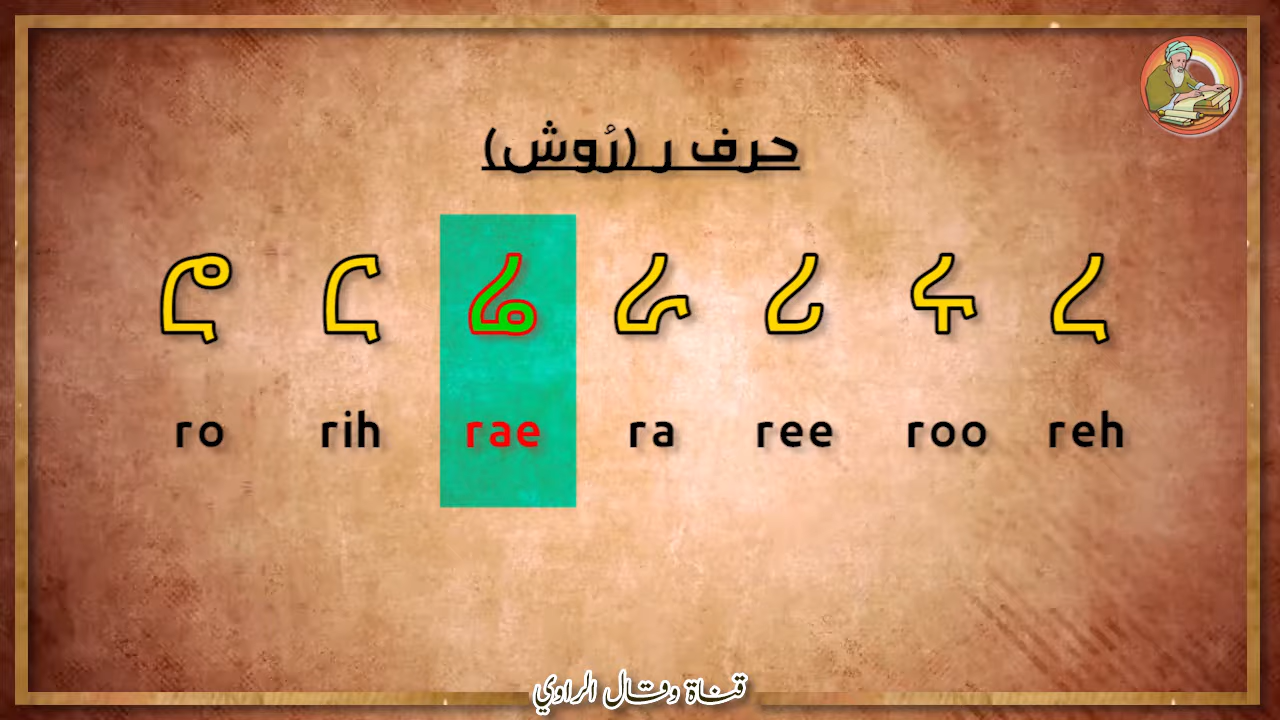 حرف ر (رُوش)
ሮ ር ሬ ራ ሪ ሩ ረ
ro rih rae ra ree roo reh
قناة وقال الراوي